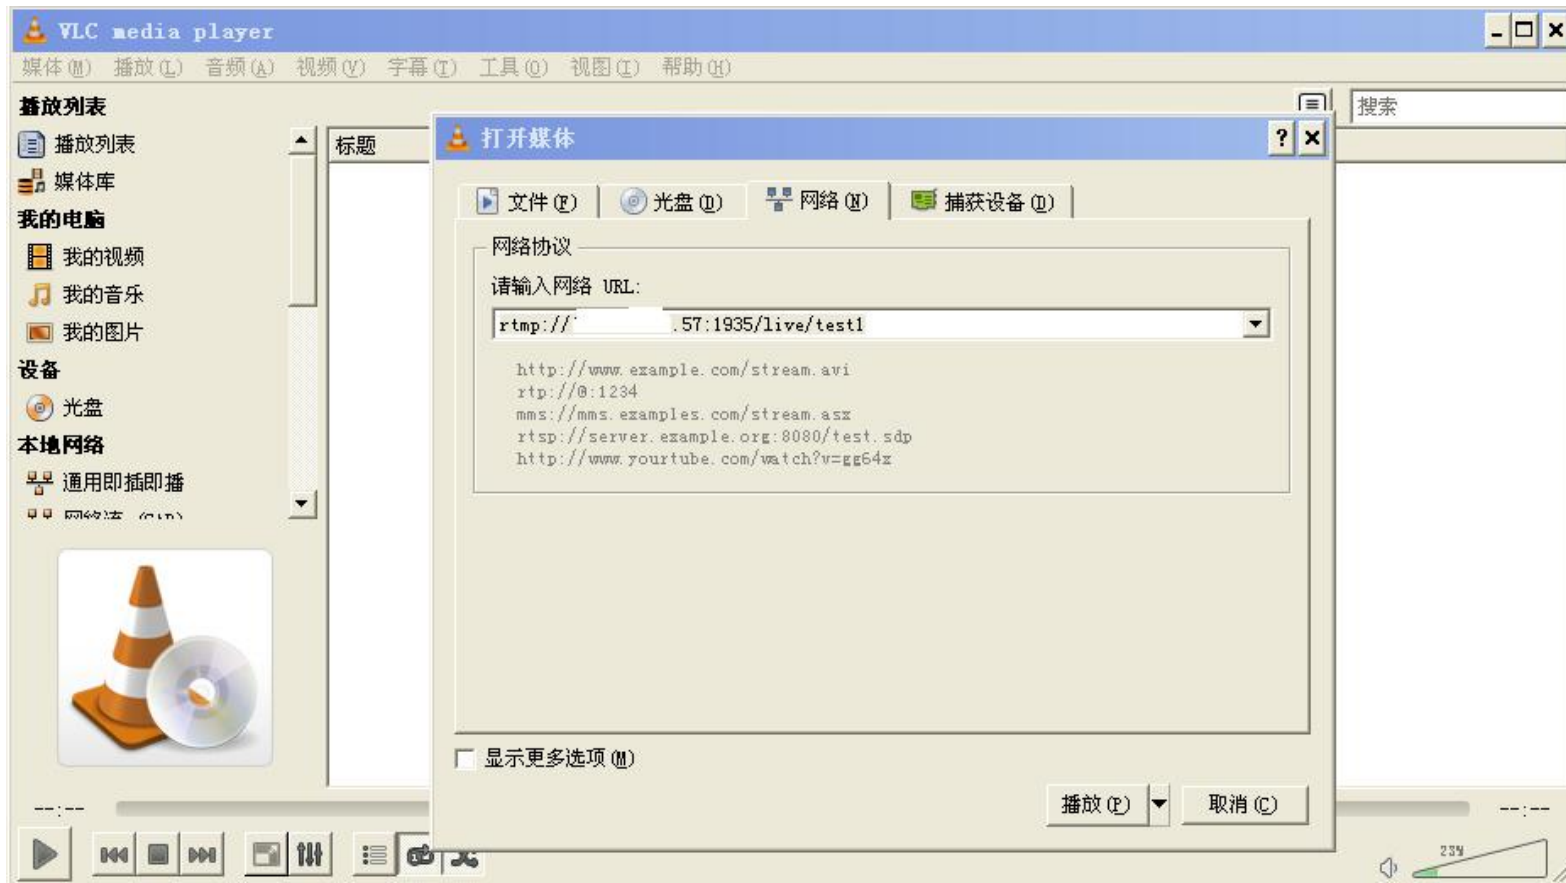 VLC media player
媒体(M) 播放(L) 音频(A) 视频(V) 字幕(T) 工具(O) 视图(I) 帮助(H)
播放列表
搜索
播放列表
标题
媒体库
我的电脑
我的视频
我的音乐
我的图片
设备
光盘
本地网络
通用即插即播
网络流 (SAP)
打开媒体
文件(F) 光盘(D) 网络(N) 捕获设备(D)
网络协议
请输入网络 URL:
rtmp:// .57:1935/live/test1
http://www.example.com/stream.avi
rtp://@:1234
mms://mms.examples.com/stream.asx
rtsp://server.example.org:8080/test.sdp
http://www.yourtube.com/watch?v=gg64x
显示更多选项(M)
播放(P) 取消(C)
--:-- --:--
23%